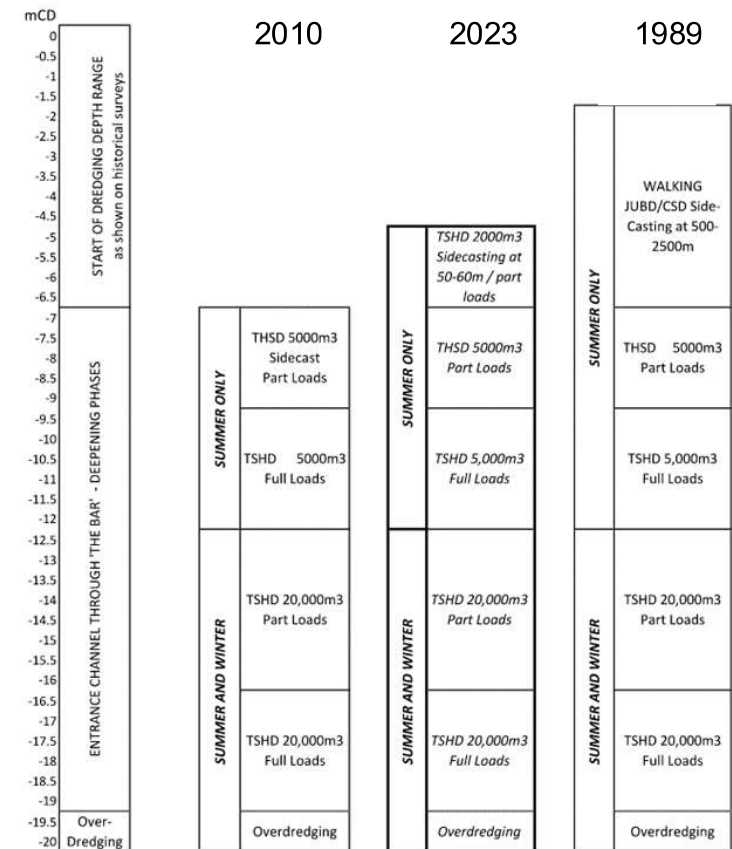 mCD
2010
2023
1989
0
-0.5
-1
-1.5
-2
-2.5
-3
-3.5
-4
-4.5
-5
-5.5
-6
-6.5
-7
-7.5
-8
-8.5
-9
-9.5
-10
-10.5
-11
-11.5
-12
-12.5
-13
-13.5
-14
-14.5
-15
-15.5
-16
-16.5
-17
-17.5
-18
-18.5
-19
-19.5
-20
START OF DREDGING DEPTH RANGE
as shown on historical surveys
ENTRANCE CHANNEL THROUGH 'THE BAR' - DEEPENING PHASES
Over-
Dredging
SUMMER ONLY
THSD 5000m3
Sidecast
Part Loads
TSHD 5000m3
Full Loads
SUMMER AND WINTER
TSHD 20,000m3
Part Loads
TSHD 20,000m3
Full Loads
Overdredging
SUMMER ONLY
TSHD 2000m3
Sidecasting at
50-60m / part
loads
THSD 5000m3
Part Loads
TSHD 5,000m3
Full Loads
SUMMER AND WINTER
TSHD 20,000m3
Part Loads
TSHD 20,000m3
Full Loads
Overdredging
SUMMER ONLY
WALKING
JUBD/CSD Side-
Casting at 500-
2500m
THSD 5000m3
Part Loads
TSHD 5,000m3
Full Loads
SUMMER AND WINTER
TSHD 20,000m3
Part Loads
TSHD 20,000m3
Full Loads
Overdredging